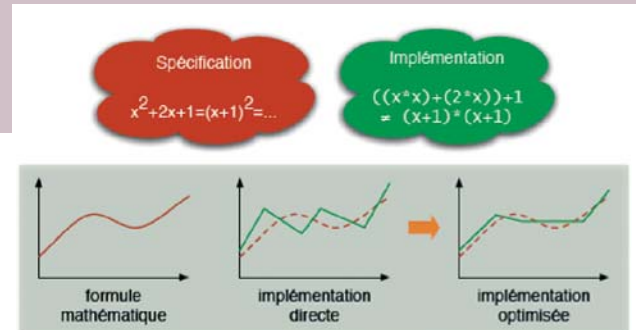 Spécification
x²+2x+1=(x+1)²=...
Implémentation
((x*x)+(2*x))+1
≠ (x+1)*(x+1)
formule
mathématique
implémentation
directe
implémentation
optimisée